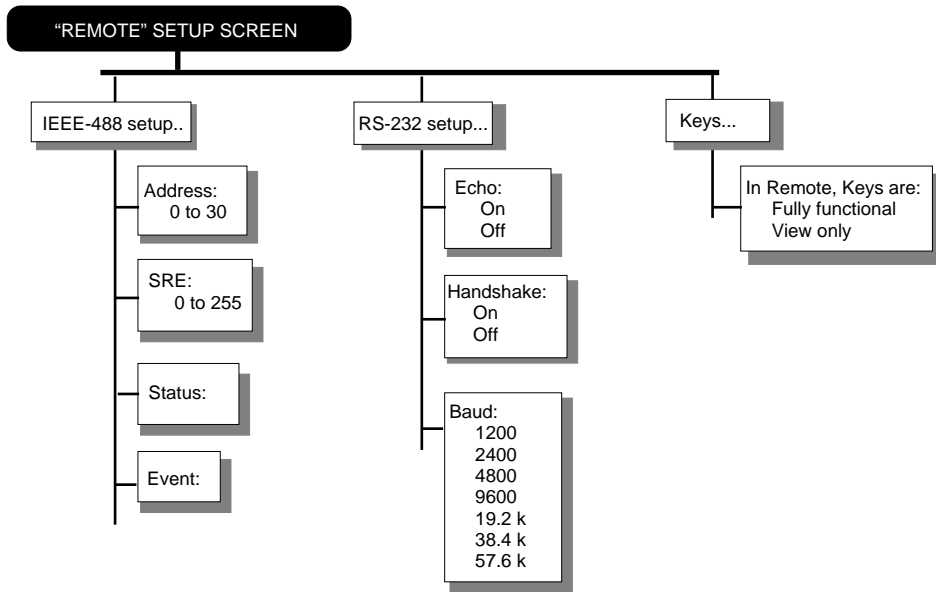 “REMOTE” SETUP SCREEN
IEEE-488 setup..
Address:
0 to 30
SRE:
0 to 255
Status:
Event:
RS-232 setup...
Echo:
On
Off
Handshake:
On
Off
Baud:
1200
2400
4800
9600
19.2 k
38.4 k
57.6 k
Keys...
In Remote, Keys are:
Fully functional
View only